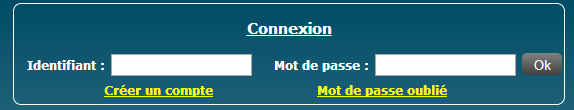 Connexion
Identifiant : Mot de passe : Ok
Créer un compte Mot de passe oublié